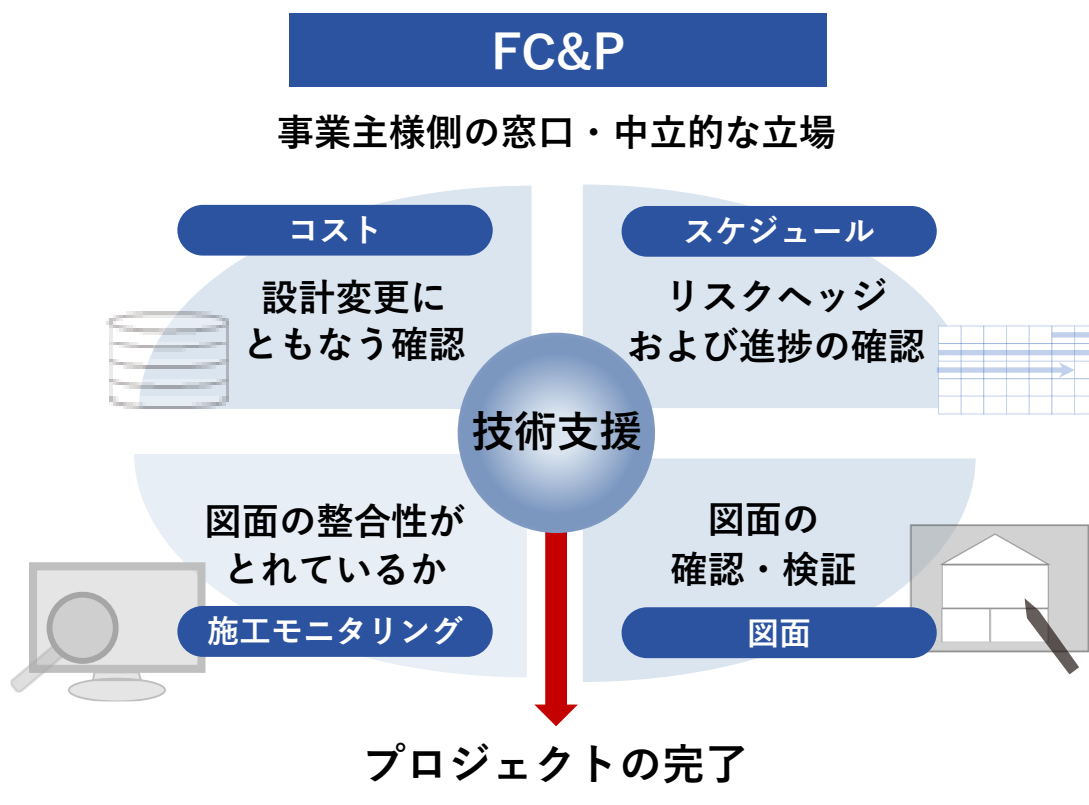 FC&P
事業主様側の窓口・中立的な立場
コスト
設計変更に
ともなう確認
スケジュール
リスクヘッジ
および進捗の確認
技術支援
図面の整合性が
とれているか
施工モニタリング
図面の
確認・検証
図面
プロジェクトの完了